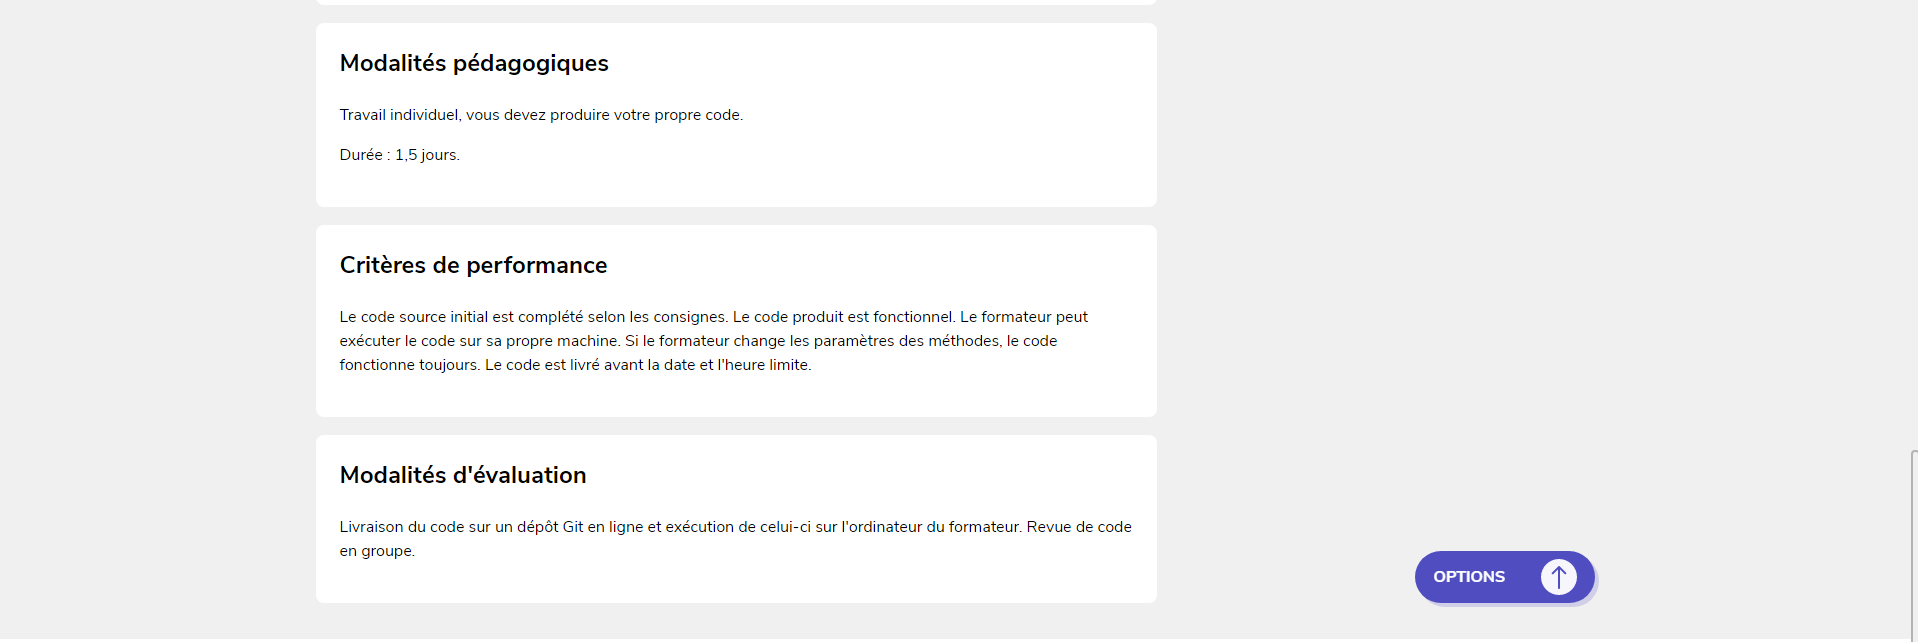 Modalités pédagogiques
Travail individuel, vous devez produire votre propre code.
Durée : 1,5 jours.
Critères de performance
Le code source initial est complété selon les consignes. Le code produit est fonctionnel. Le formateur peut
exécuter le code sur sa propre machine. Si le formateur change les paramètres des méthodes, le code
fonctionne toujours. Le code est livré avant la date et l'heure limite.
Modalités d'évaluation
Livraison du code sur un dépôt Git en ligne et exécution de celui-ci sur l'ordinateur du formateur. Revue de code
en groupe.
OPTIONS